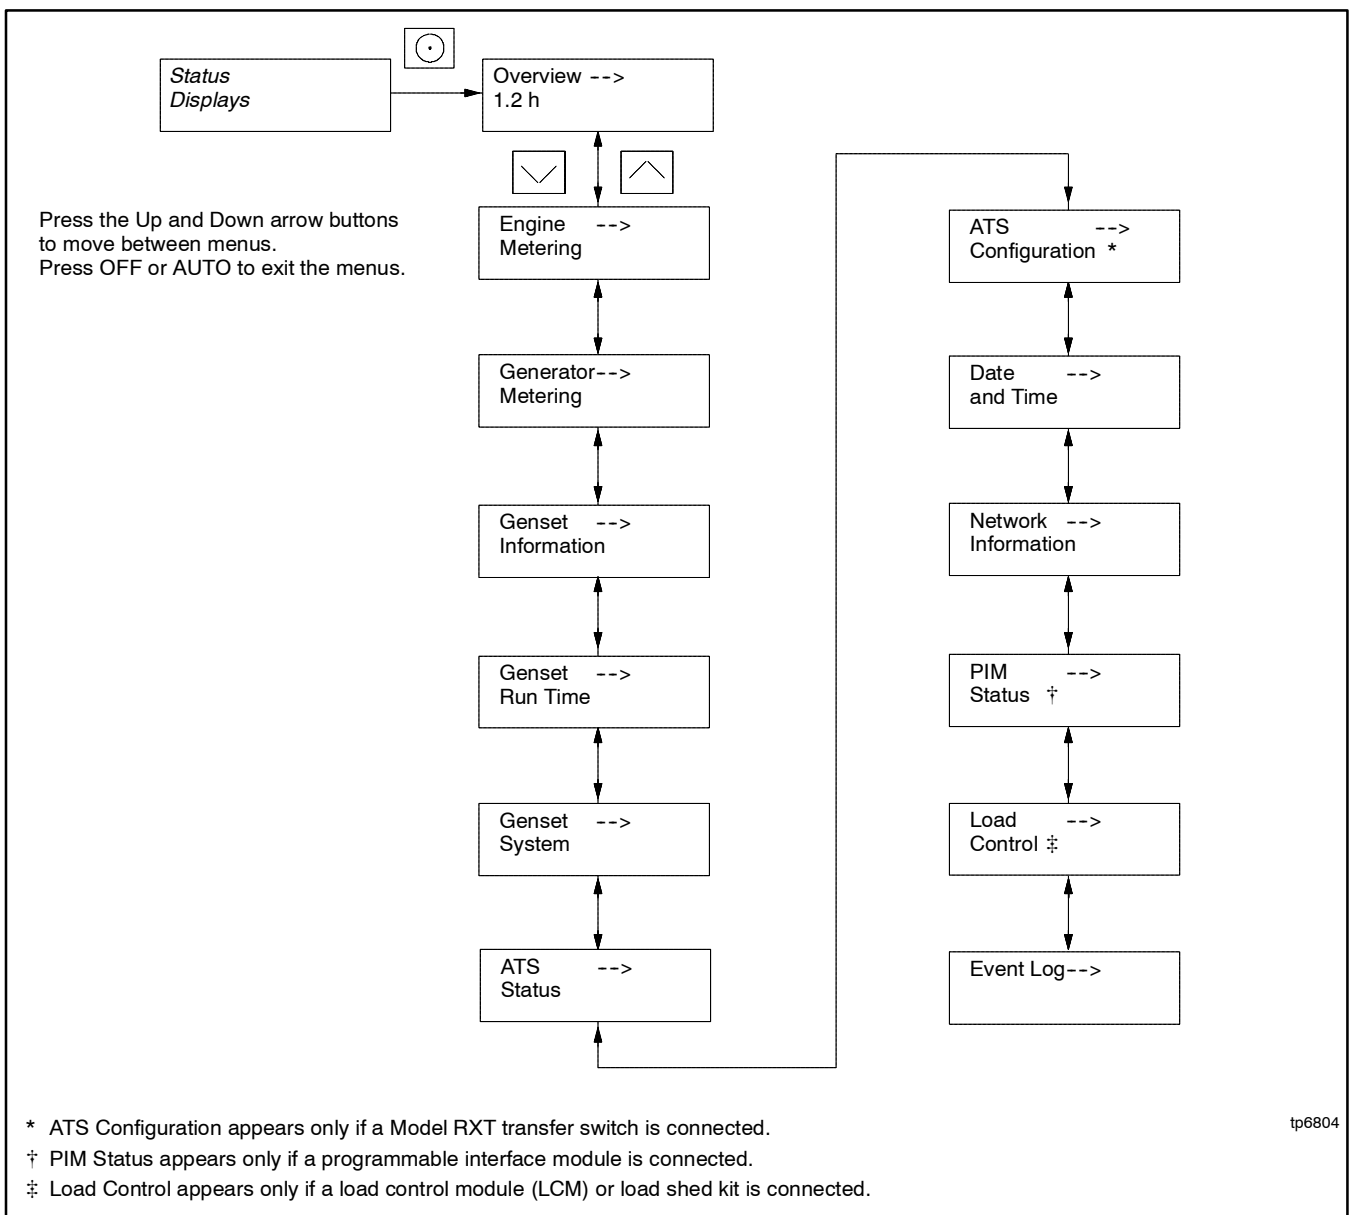 Status
Displays
Overview -->
1.2 h
Press the Up and Down arrow buttons
to move between menus.
Press OFF or AUTO to exit the menus.
Engine -->
Metering
Generator-->
Metering
Genset -->
Information
Genset -->
Run Time
Genset -->
System
ATS -->
Status
ATS -->
Configuration *
Date -->
and Time
Network -->
Information
PIM -->
Status †
Load -->
Control ‡
Event Log-->
* ATS Configuration appears only if a Model RXT transfer switch is connected.
† PIM Status appears only if a programmable interface module is connected.
‡ Load Control appears only if a load control module (LCM) or load shed kit is connected.
tp6804